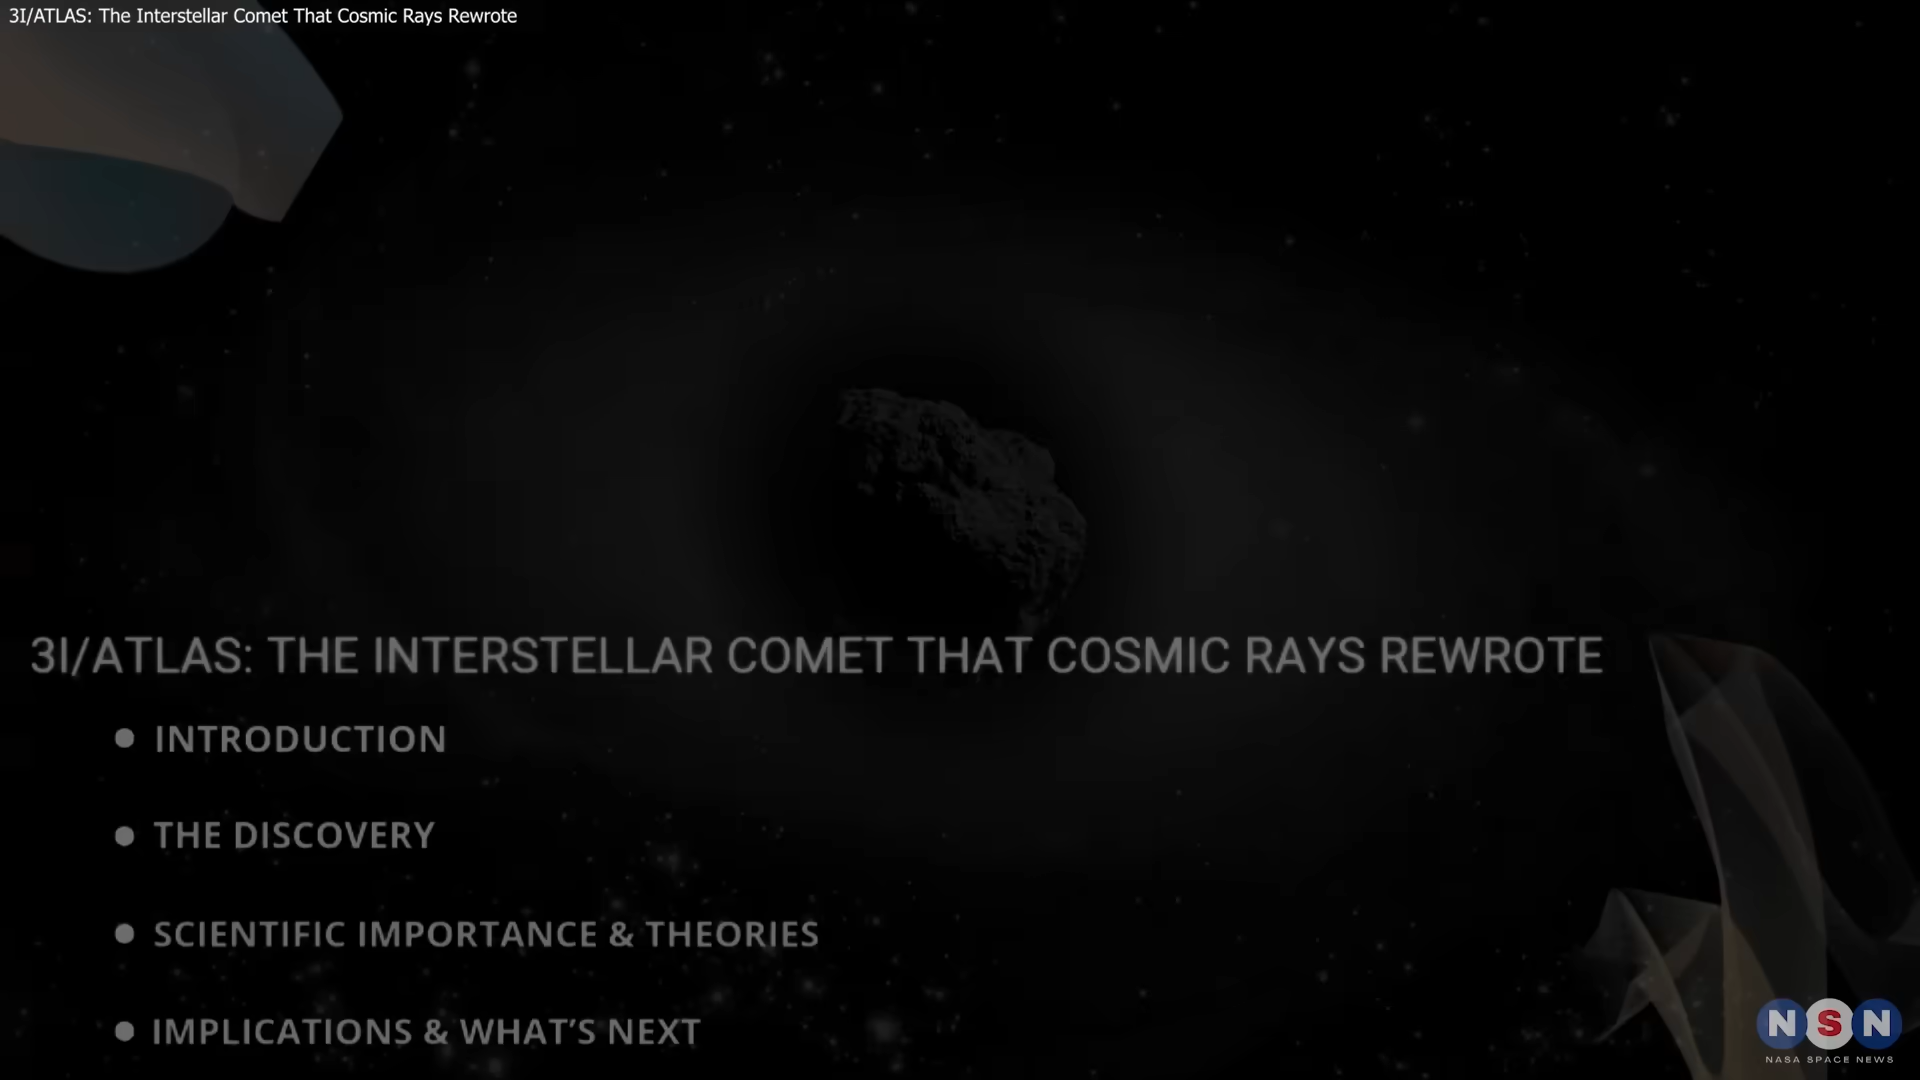 3I/ATLAS: The Interstellar Comet That Cosmic Rays Rewrote
3I/ATLAS: THE INTERSTELLAR COMET THAT COSMIC RAYS REWROTE
INTRODUCTION
THE DISCOVERY
SCIENTIFIC IMPORTANCE & THEORIES
IMPLICATIONS & WHAT’S NEXT
NSN
NASA SPACE NEWS